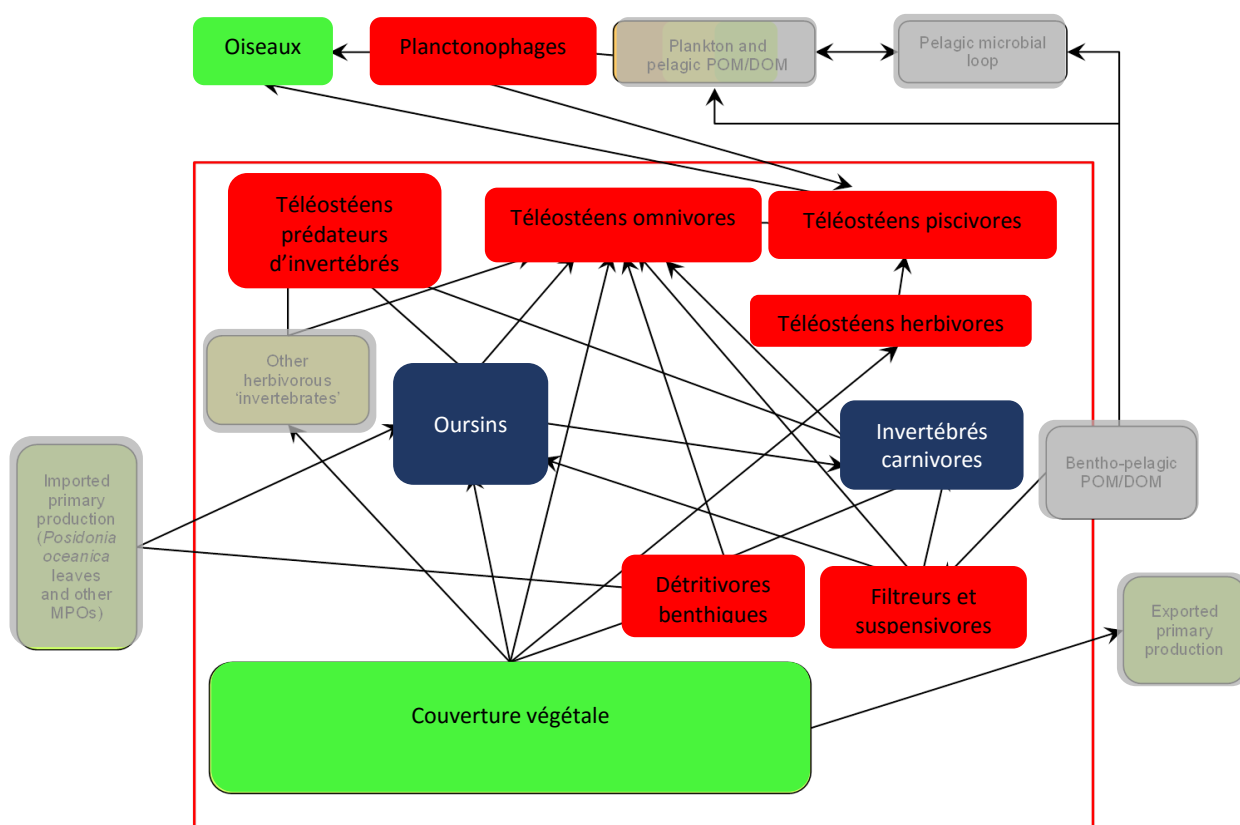 Oiseaux
Planctonophages
Plankton and
pelagic POM/DOM
Pelagic microbial
loop
Téléostéens
prédateurs
d'invertébrés
Téléostéens omnivores
Téléostéens piscivores
Téléostéens herbivores
Other
herbivorous
'invertebrates'
Oursins
Invertébrés
carnivores
Bentho-pelagic
POM/DOM
Imported
primary
production
(Posidonia
oceanica
leaves
and other
MPOs)
Détritivores
benthiques
Filtreurs et
suspensivores
Exported
primary
production
Couverture végétale